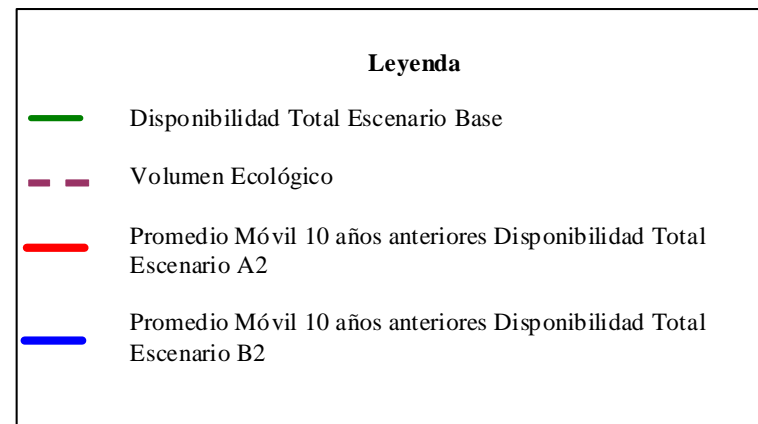 Leyenda
Disponibilidad Total Escenario Base
Volumen Ecológico
Promedio Móvil 10 años anteriores Disponibilidad Total
Escenario A2
Promedio Móvil 10 años anteriores Disponibilidad Total
Escenario B2